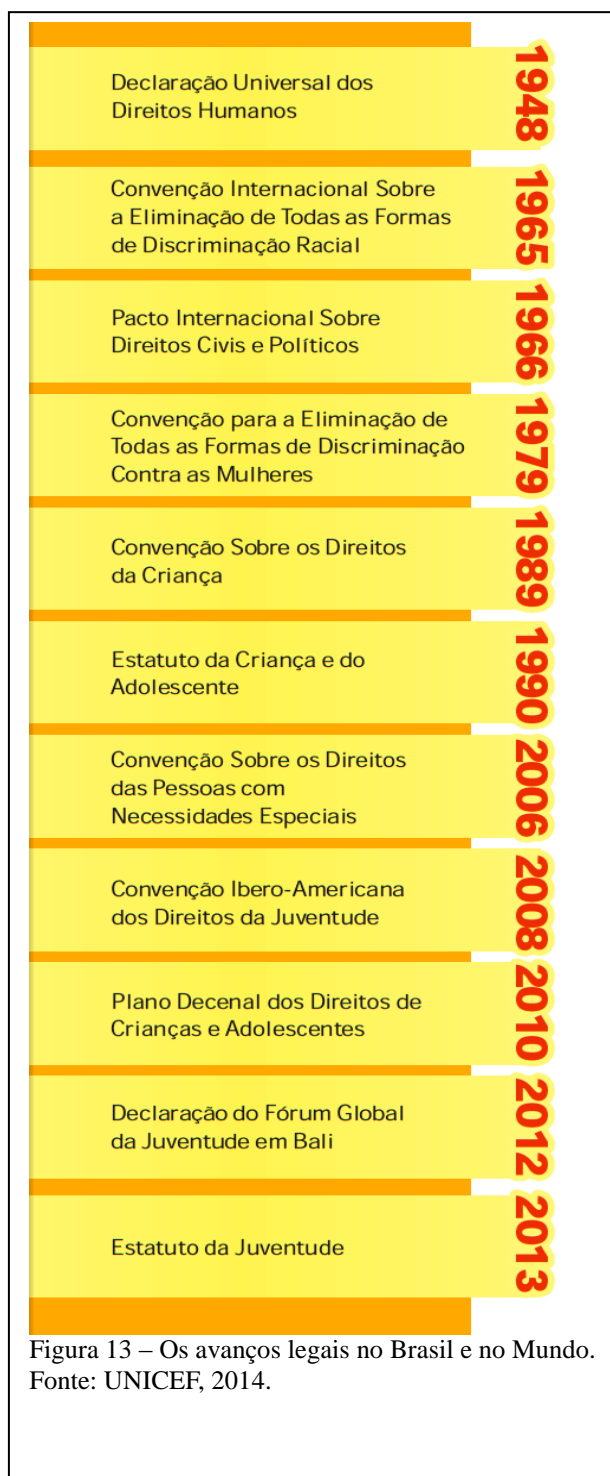 Declaração Universal dos
Direitos Humanos
1948
Convenção Internacional Sobre
a Eliminação de Todas as Formas
de Discriminação Racial
1965
Pacto Internacional Sobre
Direitos Civis e Políticos
1966
Convenção para a Eliminação de
Todas as Formas de Discriminação
Contra as Mulheres
1979
Convenção Sobre os Direitos
da Criança
1989
Estatuto da Criança e do
Adolescente
1990
Convenção Sobre os Direitos
das Pessoas com
Necessidades Especiais
2006
Convenção Ibero-Americana
dos Direitos da Juventude
2008
Plano Decenal dos Direitos de
Crianças e Adolescentes
2010
Declaração do Fórum Global
da Juventude em Bali
2012
Estatuto da Juventude
2013
Figura 13 – Os avanços legais no Brasil e no Mundo.
Fonte: UNICEF, 2014.